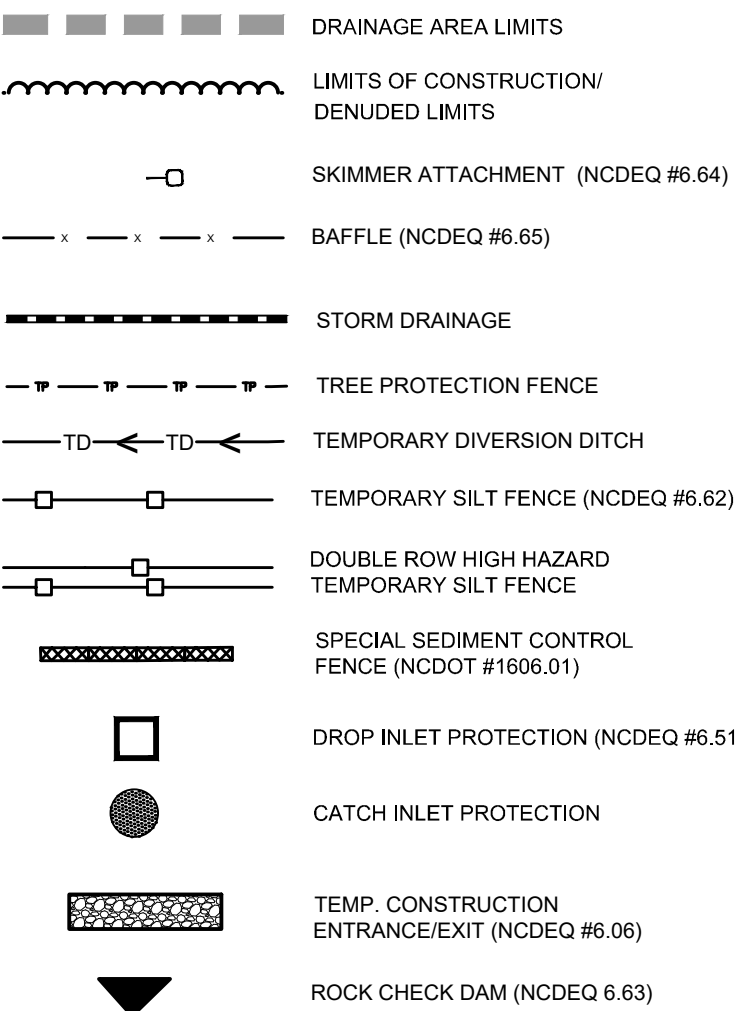 DRAINAGE AREA LIMITS
LIMITS OF CONSTRUCTION/
DENUDED LIMITS
SKIMMER ATTACHMENT (NCDEQ #6.64)
x x x BAFFLE (NCDEQ #6.65)
STORM DRAINAGE
TP TP TP TP TREE PROTECTION FENCE
TD TD TEMPORARY DIVERSION DITCH
TEMPORARY SILT FENCE (NCDEQ #6.62)
DOUBLE ROW HIGH HAZARD
TEMPORARY SILT FENCE
SPECIAL SEDIMENT CONTROL
FENCE (NCDOT #1606.01)
DROP INLET PROTECTION (NCDEQ #6.51
CATCH INLET PROTECTION
TEMP. CONSTRUCTION
ENTRANCE/EXIT (NCDEQ #6.06)
ROCK CHECK DAM (NCDEQ 6.63)